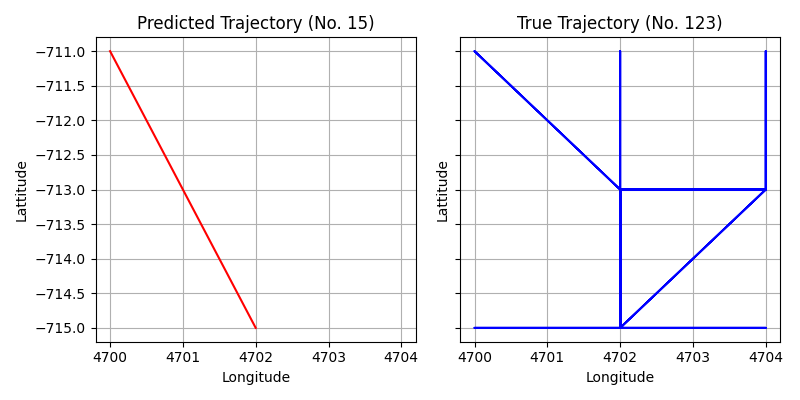 Predicted Trajectory (No. 15)
True Trajectory (No. 123)
−711.0
−711.5
−712.0
−712.5
−713.0
−713.5
−714.0
−714.5
−715.0
Lattitude
Lattitude
4700 4701 4702 4703 4704
4700 4701 4702 4703 4704
Longitude
Longitude